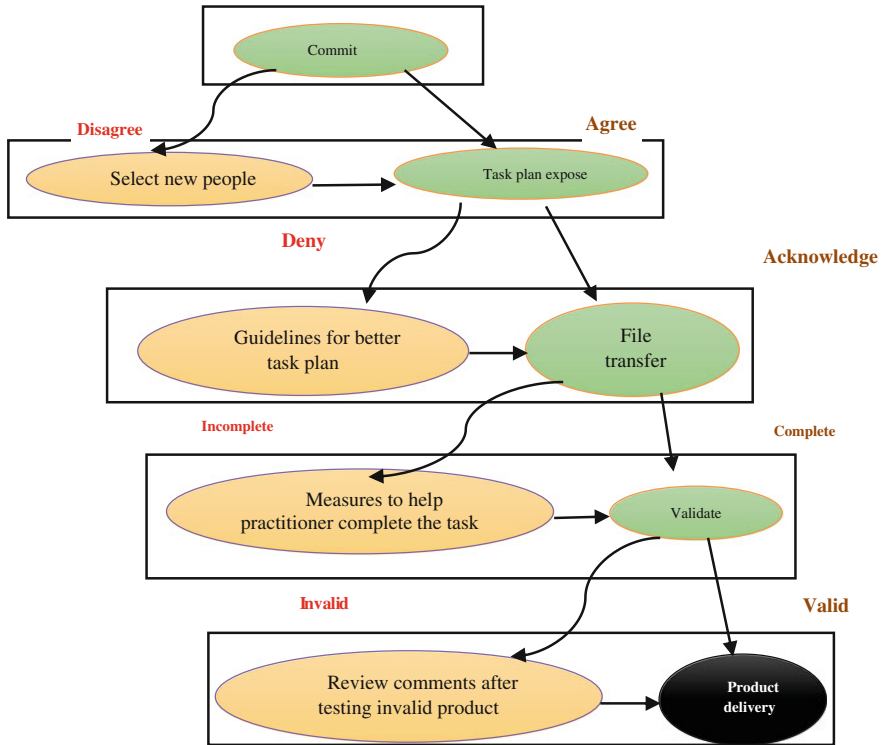 Commit
Disagree
Agree
Select new people
Task plan expose
Deny
Acknowledge
Guidelines for better
task plan
File
transfer
Incomplete
Complete
Measures to help
practitioner complete the task
Validate
Invalid
Valid
Review comments after
testing invalid product
Product
delivery